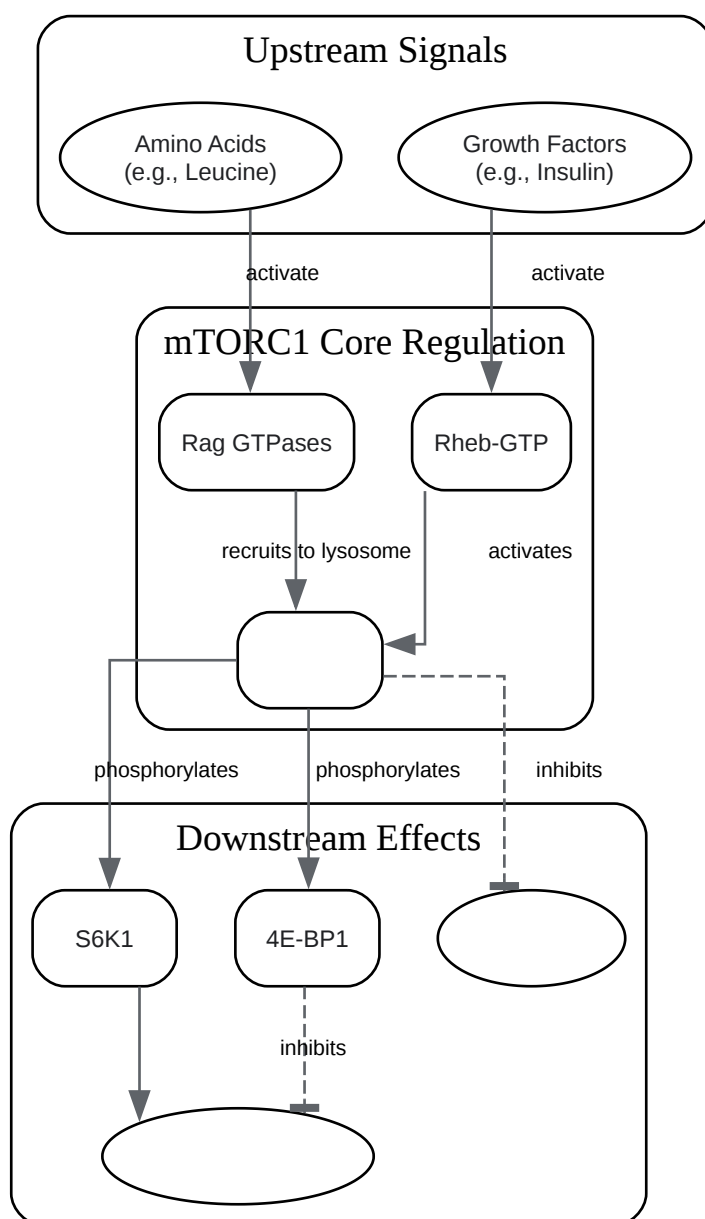 Upstream Signals
Amino Acids
(e.g., Leucine)
Growth Factors
(e.g., Insulin)
activate
activate
mTORC1 Core Regulation
Rag GTPases
Rheb-GTP
recruits to lysosome
activates
phosphorylates
phosphorylates
inhibits
Downstream Effects
S6K1
4E-BP1
inhibits